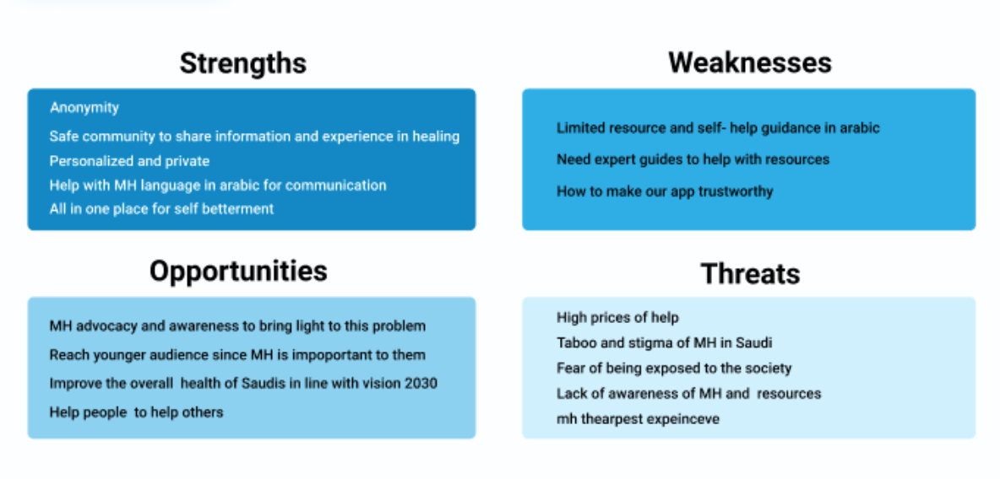 Strengths
Anonymity
Safe community to share information and experience in healing
Personalized and private
Help with MH language in arabic for communication
All in one place for self betterment
Weaknesses
Limited resource and self- help guidance in arabic
Need expert guides to help with resources
How to make our app trustworthy
Opportunities
MH advocacy and awareness to bring light to this problem
Reach younger audience since MH is impoportant to them
Improve the overall  health of Saudis in line with vision 2030
Help people  to help others
Threats
High prices of help
Taboo and stigma of MH in Saudi
Fear of being exposed to the society
Lack of awareness of MH and  resources
mh thearpest expeinceve